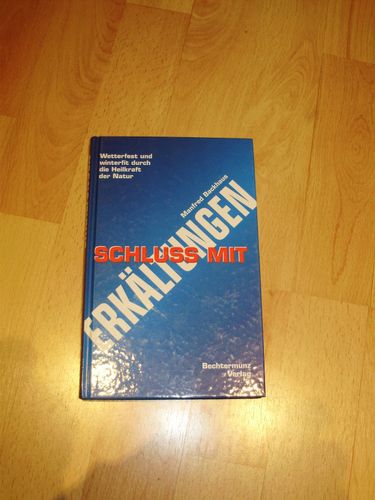 Wetterfest und
winterfit durch
die Heilkraft
der Natur
Manfred Backhaus
SCHLUSS MIT
ERKÄLTUNGEN
Bechtermünz
Verlag